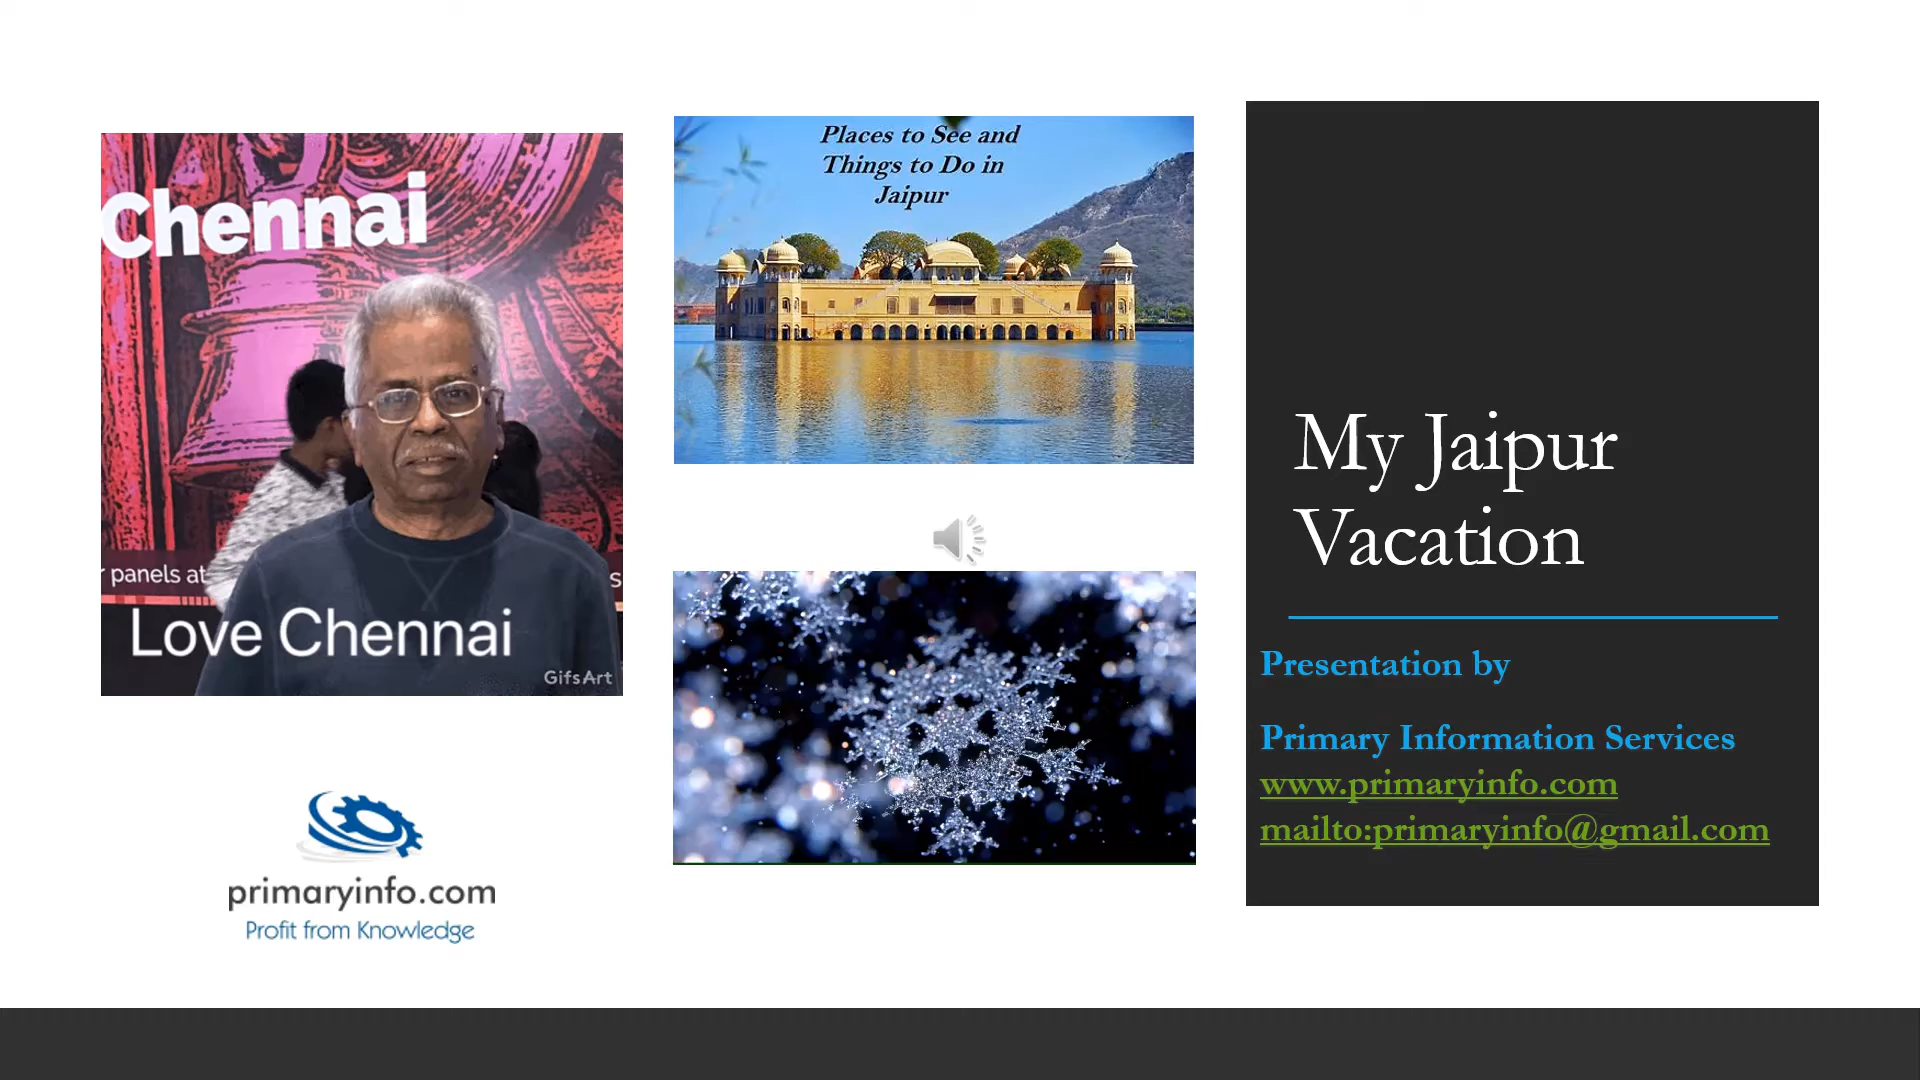 Chennai
r panels at
s
Love Chennai
GifsArt
primaryinfo.com
Profit from Knowledge
Places to See and
Things to Do in
Jaipur
My Jaipur
Vacation
Presentation by
Primary Information Services
www.primaryinfo.com
mailto:primaryinfo@gmail.com